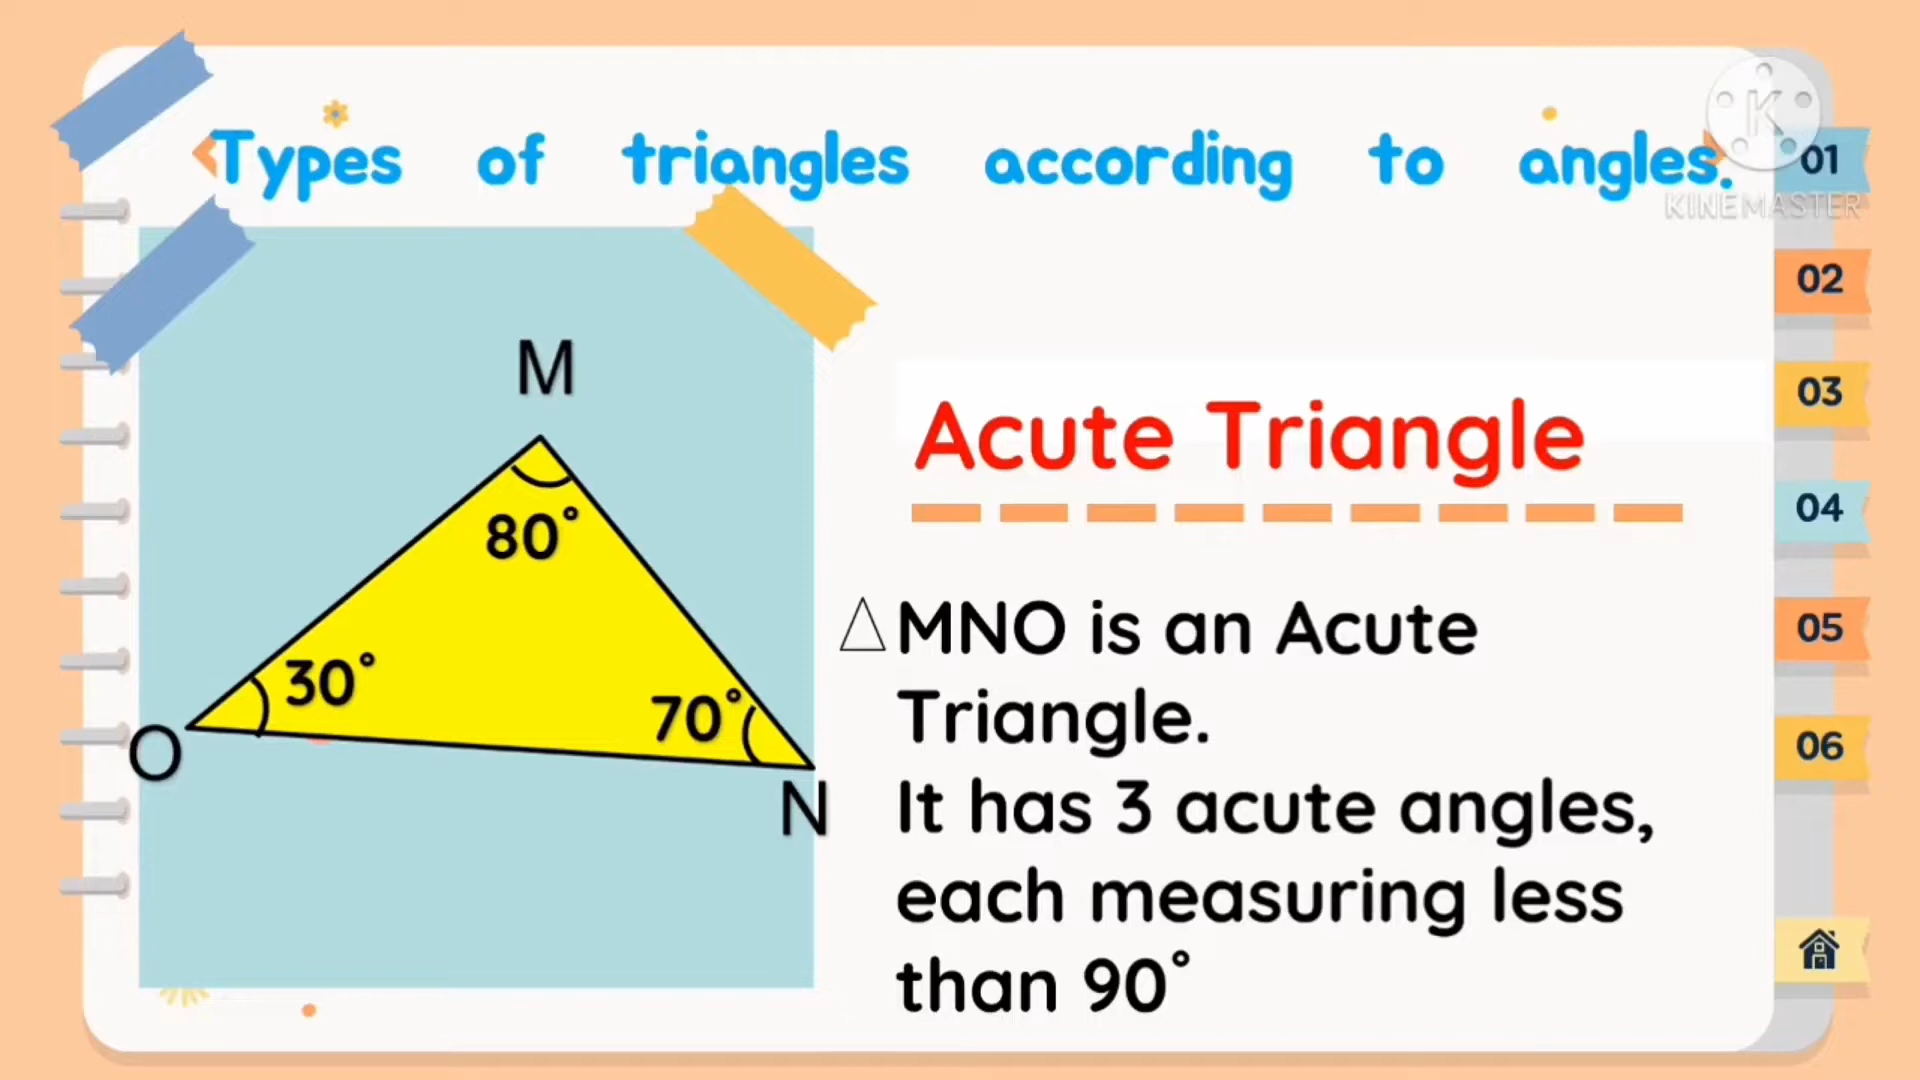 Types of triangles according to angles.
K
KINEMASTER
01
02
03
04
05
06
M
80°
30°
70°
O
N
Acute Triangle
△MNO is an Acute
Triangle.
It has 3 acute angles,
each measuring less
than 90°